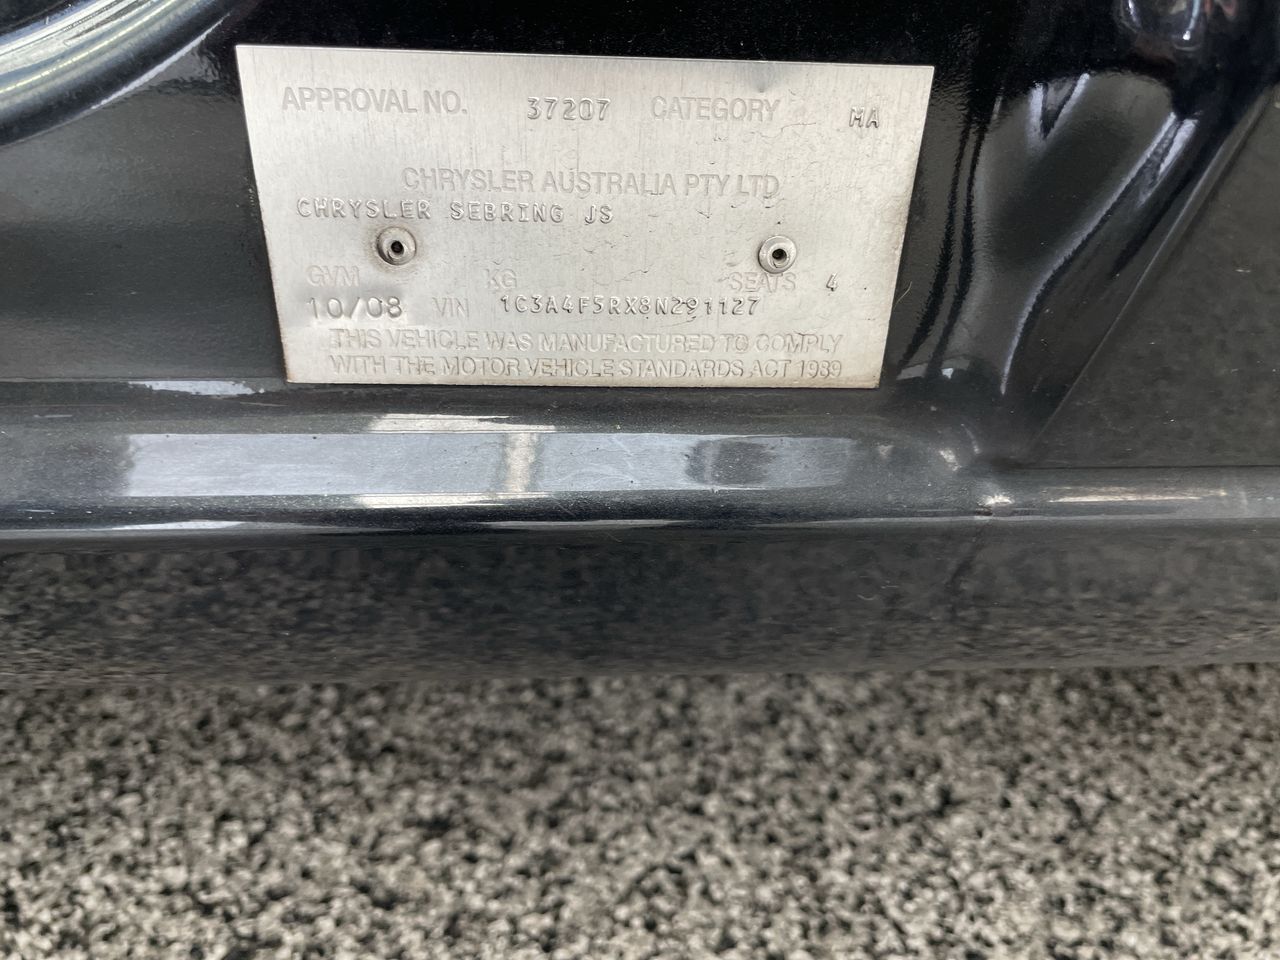 APPROVAL NO. 37207 CATEGORY MA
CHRYSLER AUSTRALIA PTY LTD
CHRYSLER SEBRING JS
GVM KG SEATS 4
10/08 VIN 1C3A4F5RX8N291127
THIS VEHICLE WAS MANUFACTURED TO COMPLY
WITH THE MOTOR VEHICLE STANDARDS ACT 1989